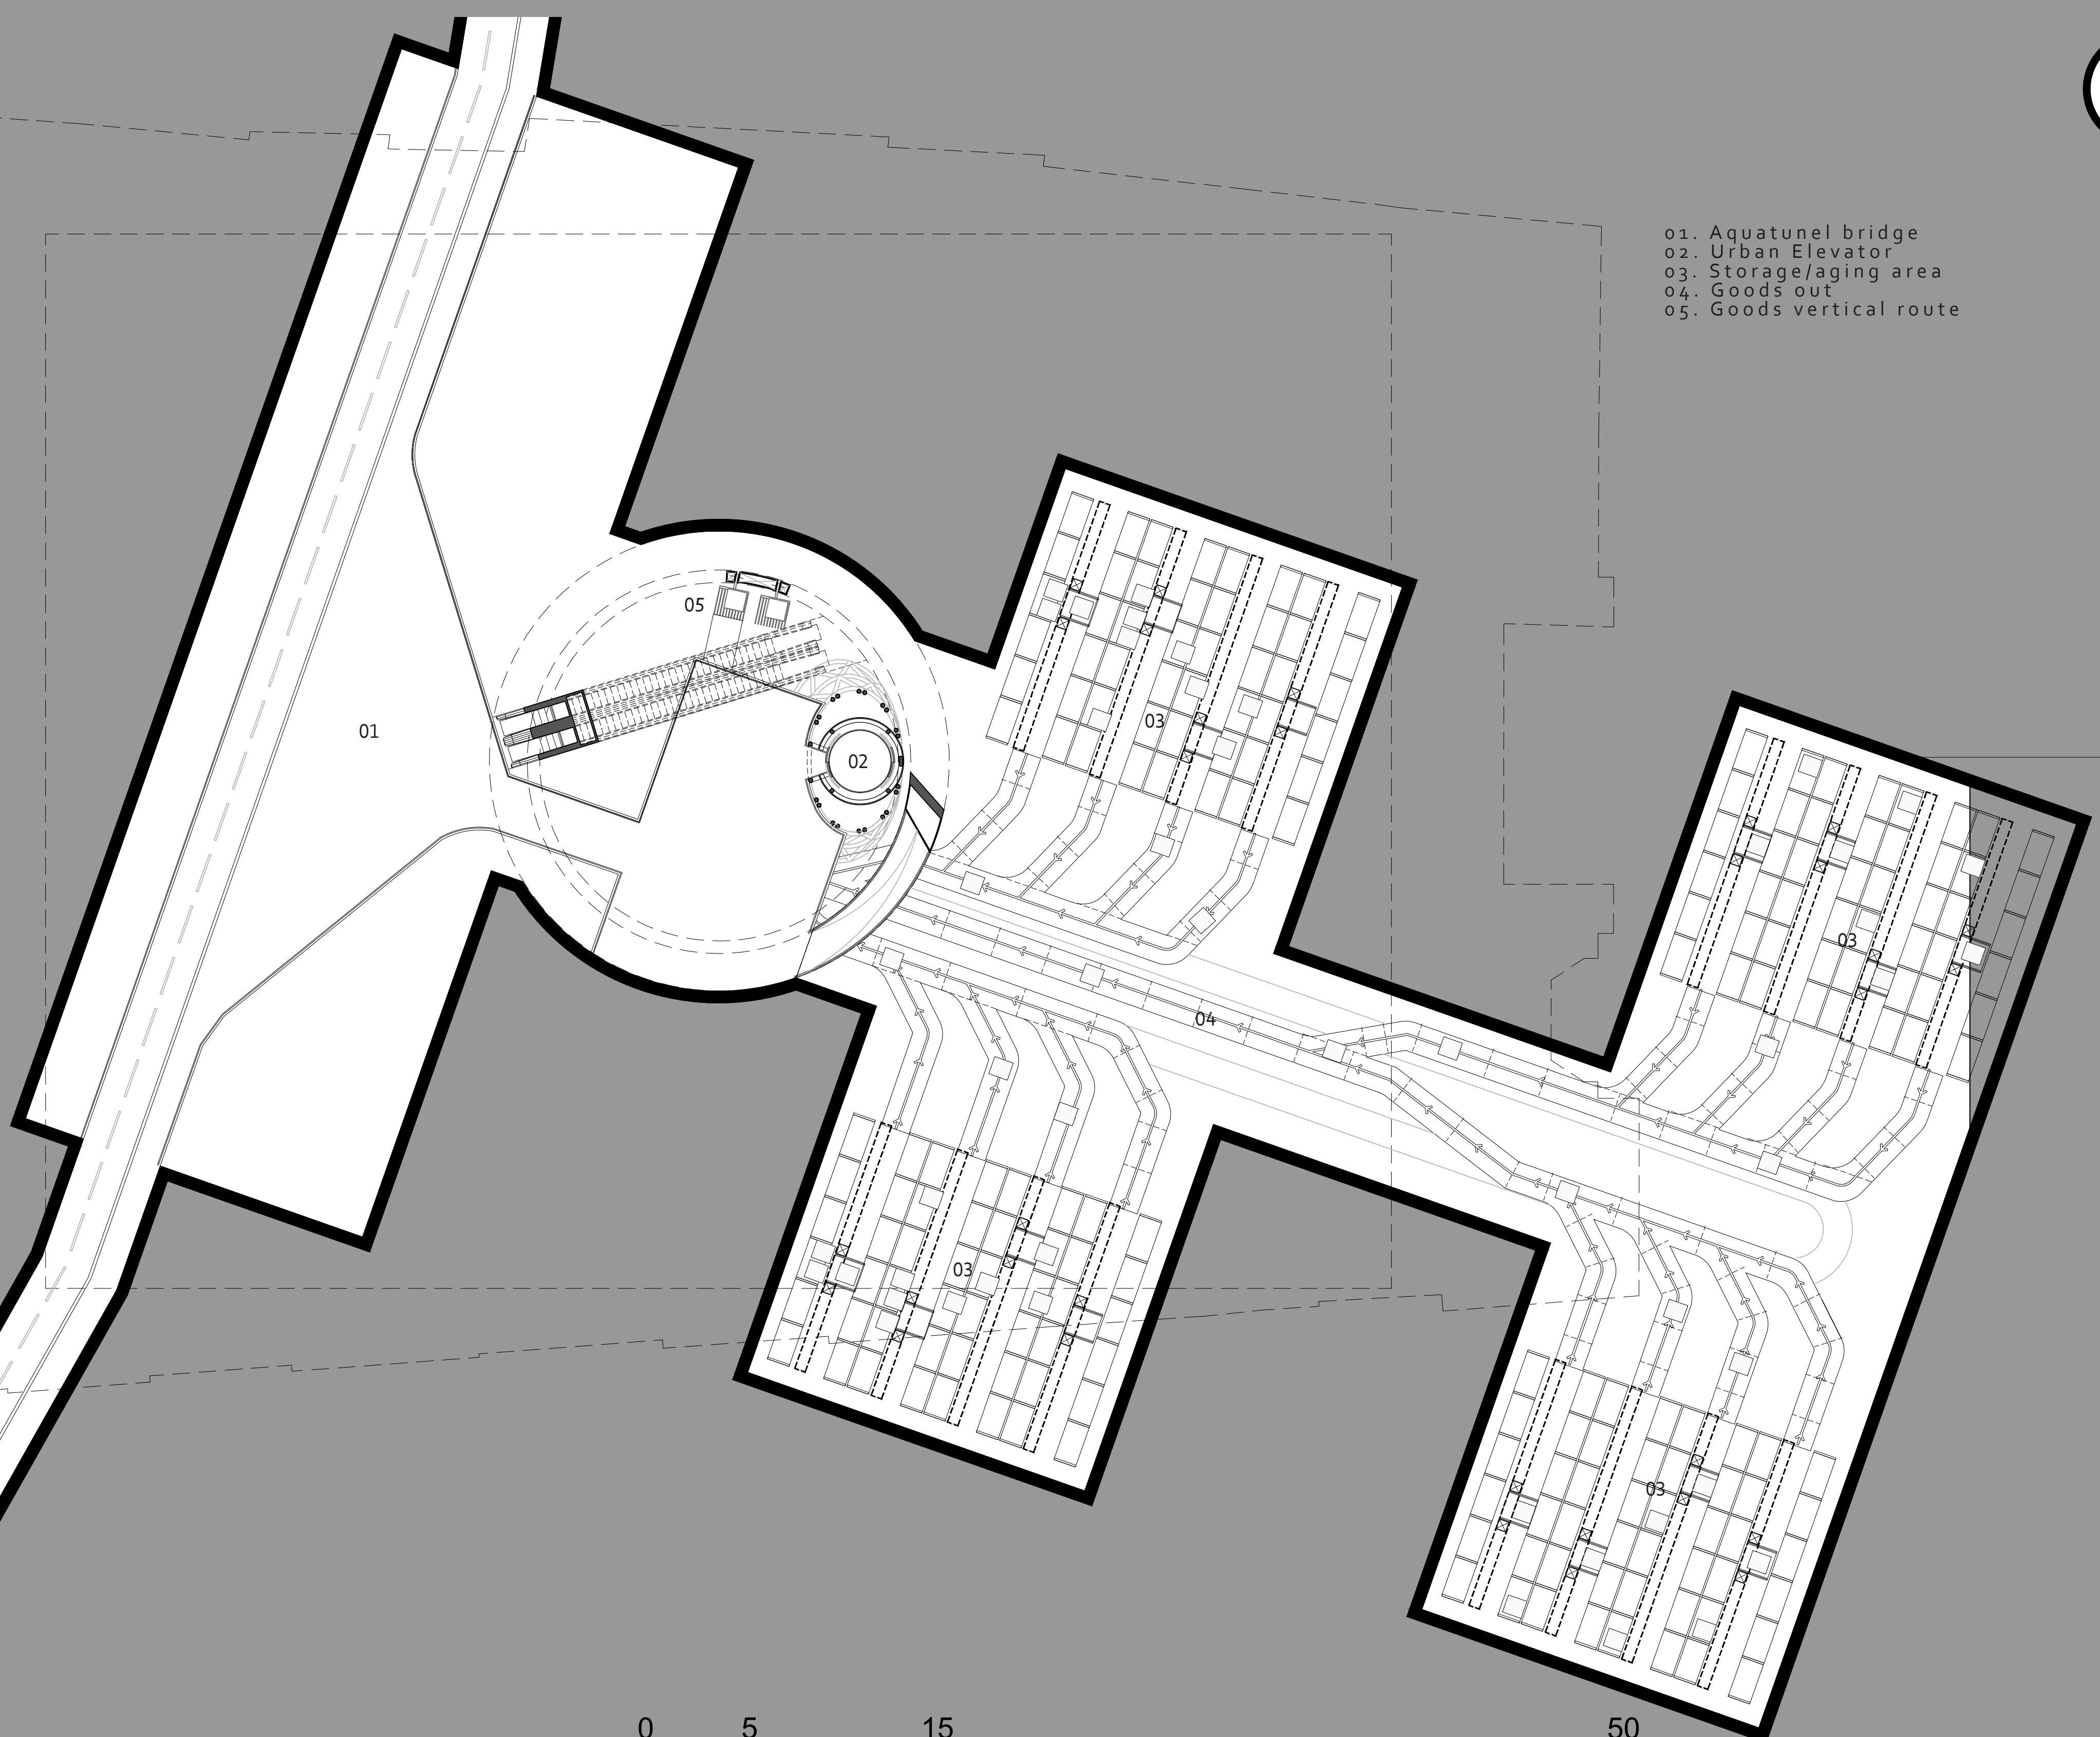 01. Aquatunel bridge
02. Urban Elevator
03. Storage/aging area
04. Goods out
05. Goods vertical route
05
03
01
02
03
04
03
03
0 5 15 50